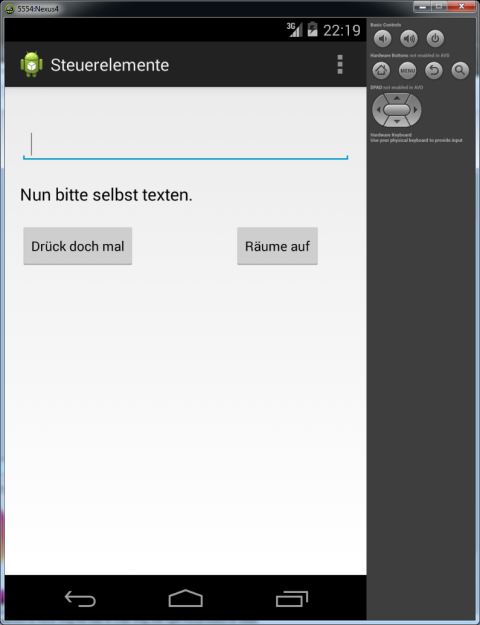 5554:Nexus4
3G 22:19
Steuerelemente
Nun bitte selbst texten.
Drück doch mal
Räume auf
Basic Controls
Hardware Buttons not enabled in AVD
MENU
DPAD not enabled in AVD
Hardware Keyboard
Use your physical keyboard to provide input